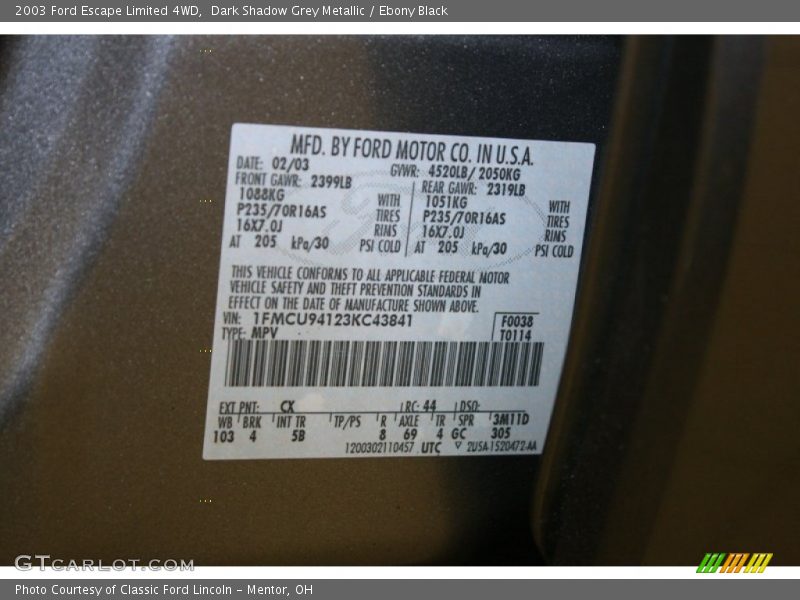 2003 Ford Escape Limited 4WD, Dark Shadow Grey Metallic / Ebony Black
MFD. BY FORD MOTOR CO. IN U.S.A.
DATE: 02/03 GVWR: 4520LB/ 2050KG
FRONT GAWR: 2399LB REAR GAWR: 2319LB
1088KG WITH 1051KG WITH
P235/70R16AS TIRES P235/70R16AS TIRES
16X7.0J RIMS 16X7.0J RIMS
AT 205 kPa/30 PSI COLD AT 205 kPa/30 PSI COLD
THIS VEHICLE CONFORMS TO ALL APPLICABLE FEDERAL MOTOR
VEHICLE SAFETY AND THEFT PREVENTION STANDARDS IN
EFFECT ON THE DATE OF MANUFACTURE SHOWN ABOVE.
VIN: 1FMCU94123KC43841 F0038
TYPE: MPV T0114
EXT PNT: CX RC: 44 DSO:
WB BRK INT TR TP/PS R AXLE TR SPR 3M11D
103 4 5B 8 69 4 GC 305
1200302110457 UTC ▽ 2USA-1520472-AA
GTCARLOT.COM
Photo Courtesy of Classic Ford Lincoln - Mentor, OH